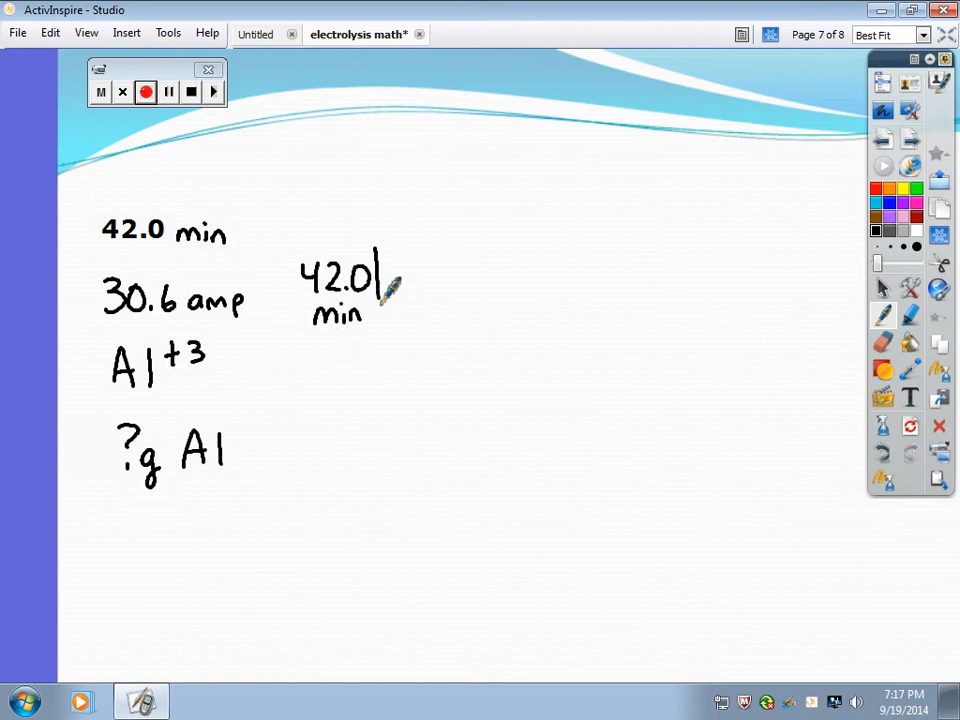 ActivInspire - Studio
File Edit View Insert Tools Help
Untitled
electrolysis math*
Page 7 of 8
Best Fit
M
42.0 min
30.6 amp
Al+3
?g Al
42.0
min
T
7:17 PM
9/19/2014